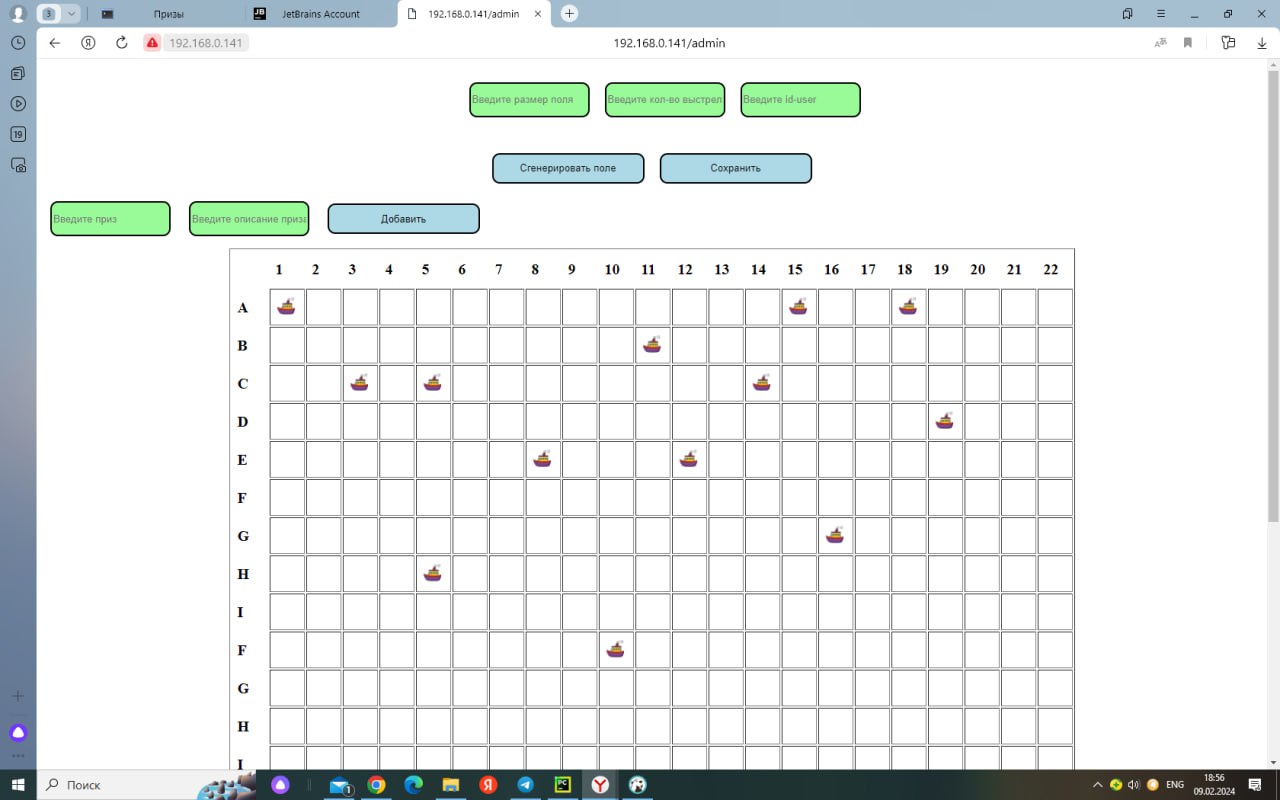 3
Призы
JB
JetBrains Account
192.168.0.141/admin
192.168.0.141
192.168.0.141/admin
19
Введите размер поля
Введите кол-во выстрел
Введите id-user
Сгенерировать поле
Сохранить
Введите приз
Введите описание приза
Добавить
1 2 3 4 5 6 7 8 9 10 11 12 13 14 15 16 17 18 19 20 21 22
A
B
C
D
E
F
G
H
I
F
G
H
I
Поиск
1
Я
PC
Y
ENG
18:56
09.02.2024